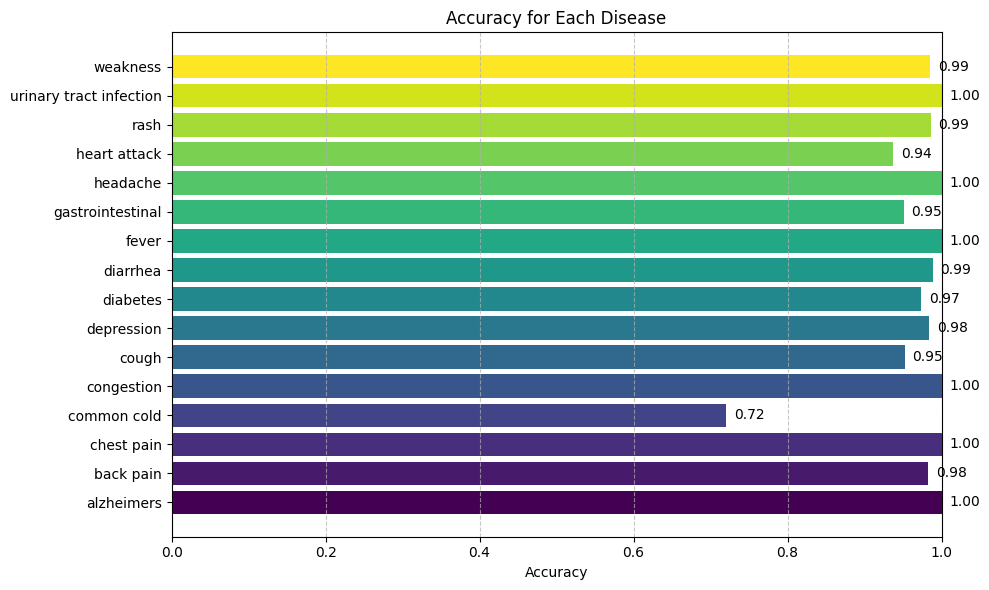 Accuracy for Each Disease
weakness 0.99
urinary tract infection 1.00
rash 0.99
heart attack 0.94
headache 1.00
gastrointestinal 0.95
fever 1.00
diarrhea 0.99
diabetes 0.97
depression 0.98
cough 0.95
congestion 1.00
common cold 0.72
chest pain 1.00
back pain 0.98
alzheimers 1.00
0.0 0.2 0.4 0.6 0.8 1.0
Accuracy